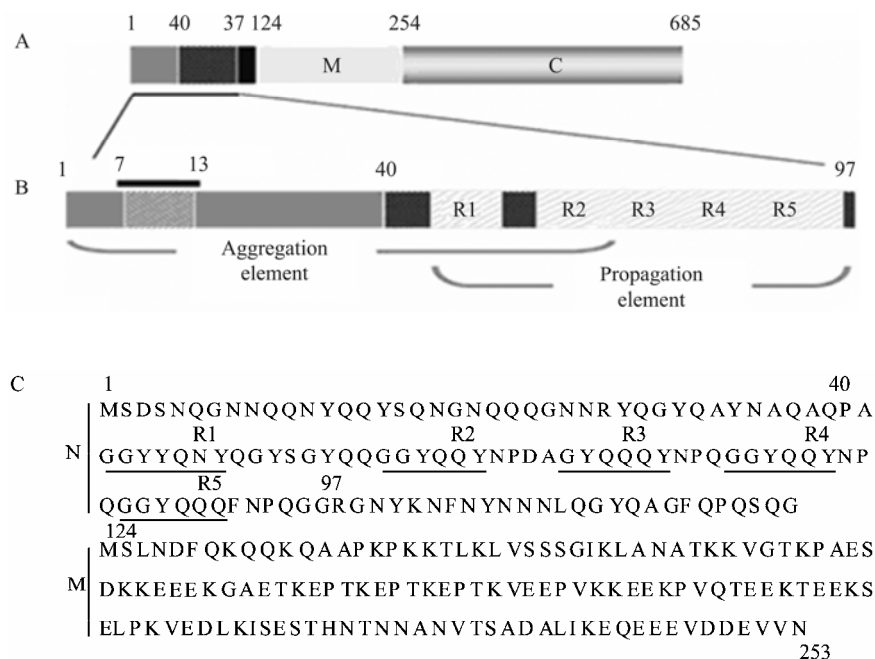 A
1 40 37 124 254 685
M C
B
1 7 13 40 97
R1 R2 R3 R4 R5
Aggregation element
Propagation element
C
1 40
N
MSDSNQGNNQQNYQQYSQNGNQQQGNNRYQGYQAYNAQAQPA
R1 R2 R3 R4
GGYYQNYQGYSGYQQGGYQQYNPDAGYQQQYNPQGGYQQYNP
R5 97
QGGYQQQFNPQGGRGNYKNFNYNNNLQGYQAGFQPQSQG
124
M
MSLNDFQKQQKQAAPKPKKTLKLVSSSGIKLANATKKVGTKPAES
DKKEEEKGAETKEPTKEPTKEPTKVEEPVKKEEKPVQTEEKTEEKS
ELPKVEDLKISESTHNTNNANVTSADALIKEQEEEVDDEVVN
253